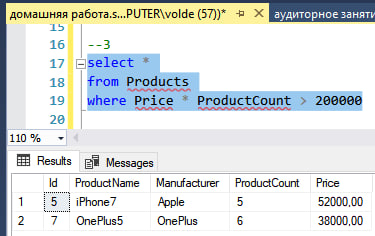 домашняя работа.s...PUTER\volde (57))*
аудиторное заняти
15
16 --3
17 select *
18 from Products
19 where Price * ProductCount > 200000
20
110 %
Results Messages
Id ProductName Manufacturer ProductCount Price
1 5 iPhone7 Apple 5 52000,00
2 7 OnePlus5 OnePlus 6 38000,00